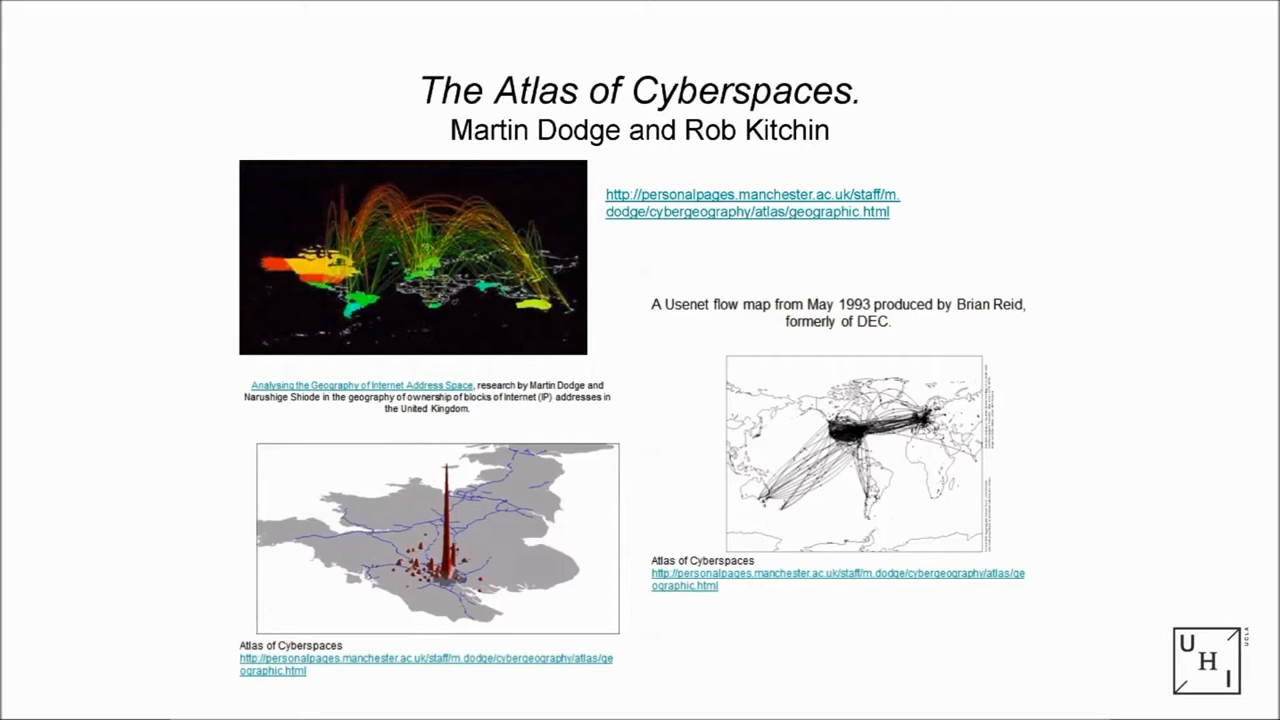 The Atlas of Cyberspaces.
Martin Dodge and Rob Kitchin
http://personalpages.manchester.ac.uk/staff/m.
dodge/cybergeography/atlas/geographic.html
A Usenet flow map from May 1993 produced by Brian Reid,
formerly of DEC.
Analysing the Geography of Internet Address Space, research by Martin Dodge and
Narushige Shiode in the geography of ownership of blocks of Internet (IP) addresses in
the United Kingdom.
Atlas of Cyberspaces
http://personalpages.manchester.ac.uk/staff/m.dodge/cybergeography/atlas/ge
ographic.html
Atlas of Cyberspaces
http://personalpages.manchester.ac.uk/staff/m.dodge/cybergeography/atlas/ge
ographic.html
U
H
I
UCLA